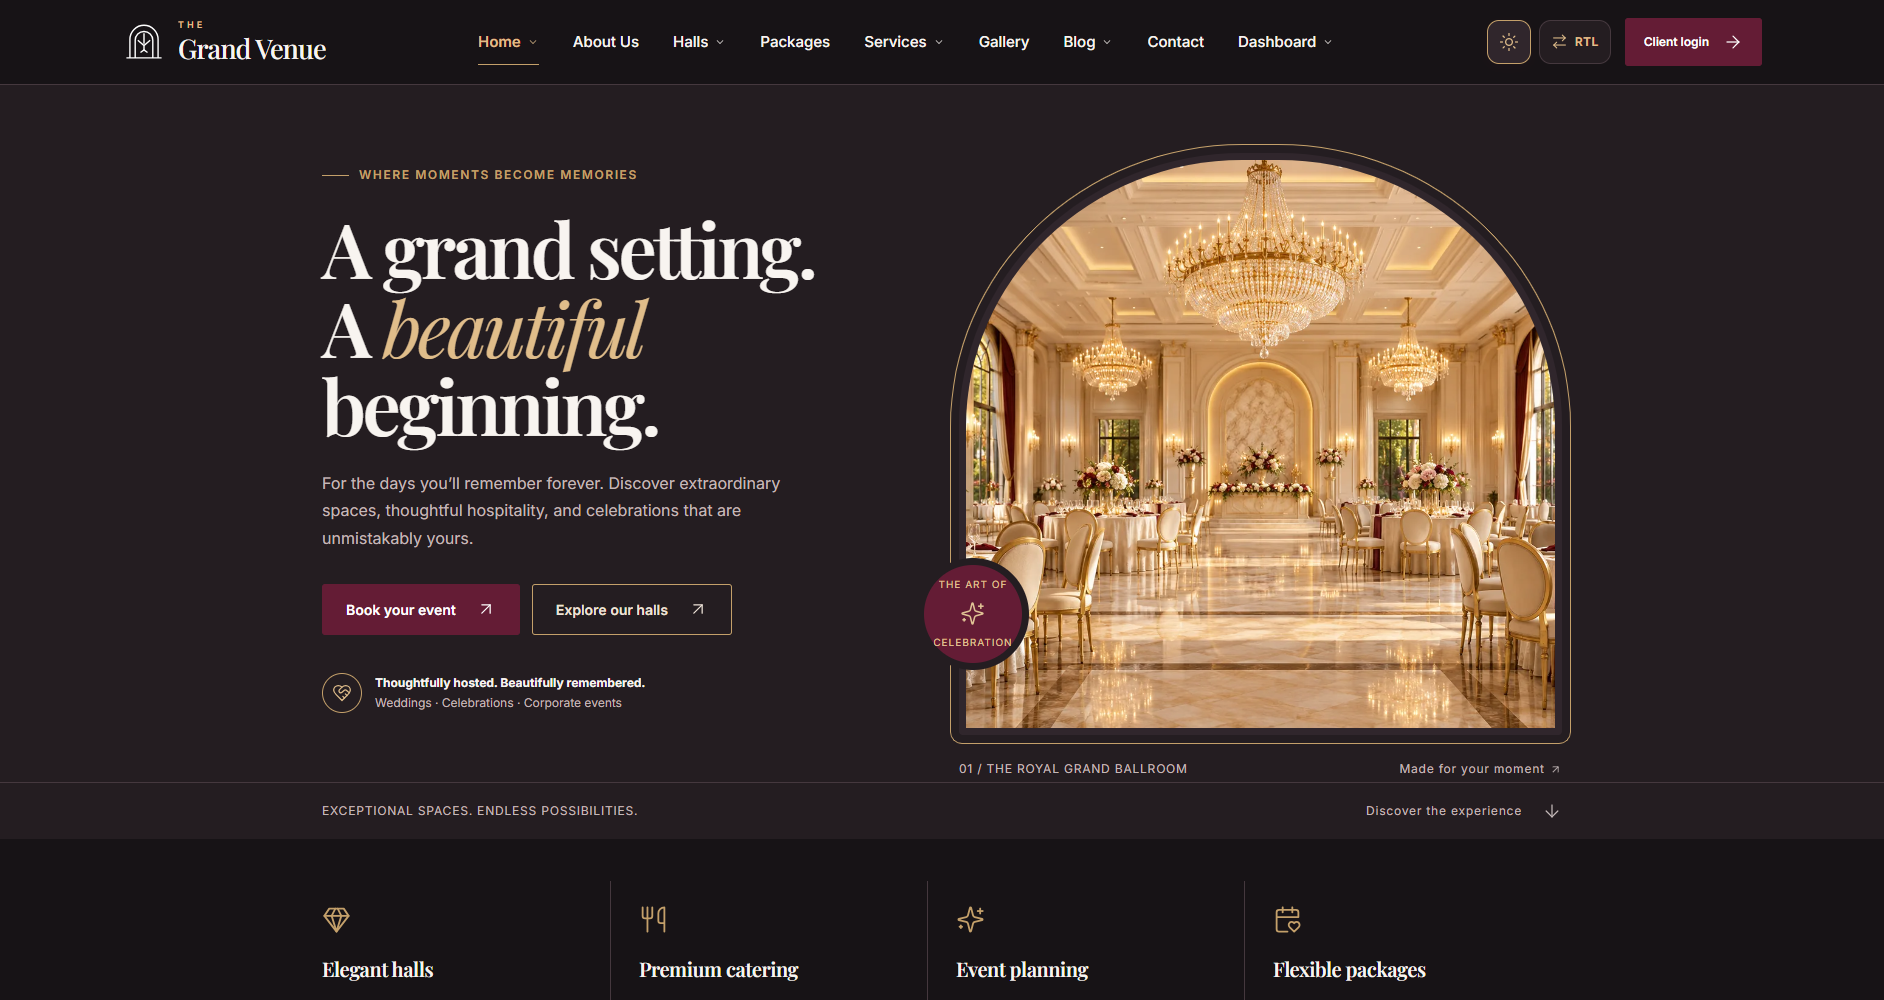 THE
Grand Venue
Home
About Us
Halls
Packages
Services
Gallery
Blog
Contact
Dashboard
RTL
Client login
WHERE MOMENTS BECOME MEMORIES
A grand setting.
A beautiful
beginning.
For the days you’ll remember forever. Discover extraordinary
spaces, thoughtful hospitality, and celebrations that are
unmistakably yours.
Book your event
Explore our halls
Thoughtfully hosted. Beautifully remembered.
Weddings · Celebrations · Corporate events
THE ART OF
CELEBRATION
01 / THE ROYAL GRAND BALLROOM
Made for your moment
EXCEPTIONAL SPACES. ENDLESS POSSIBILITIES.
Discover the experience
Elegant halls
Premium catering
Event planning
Flexible packages